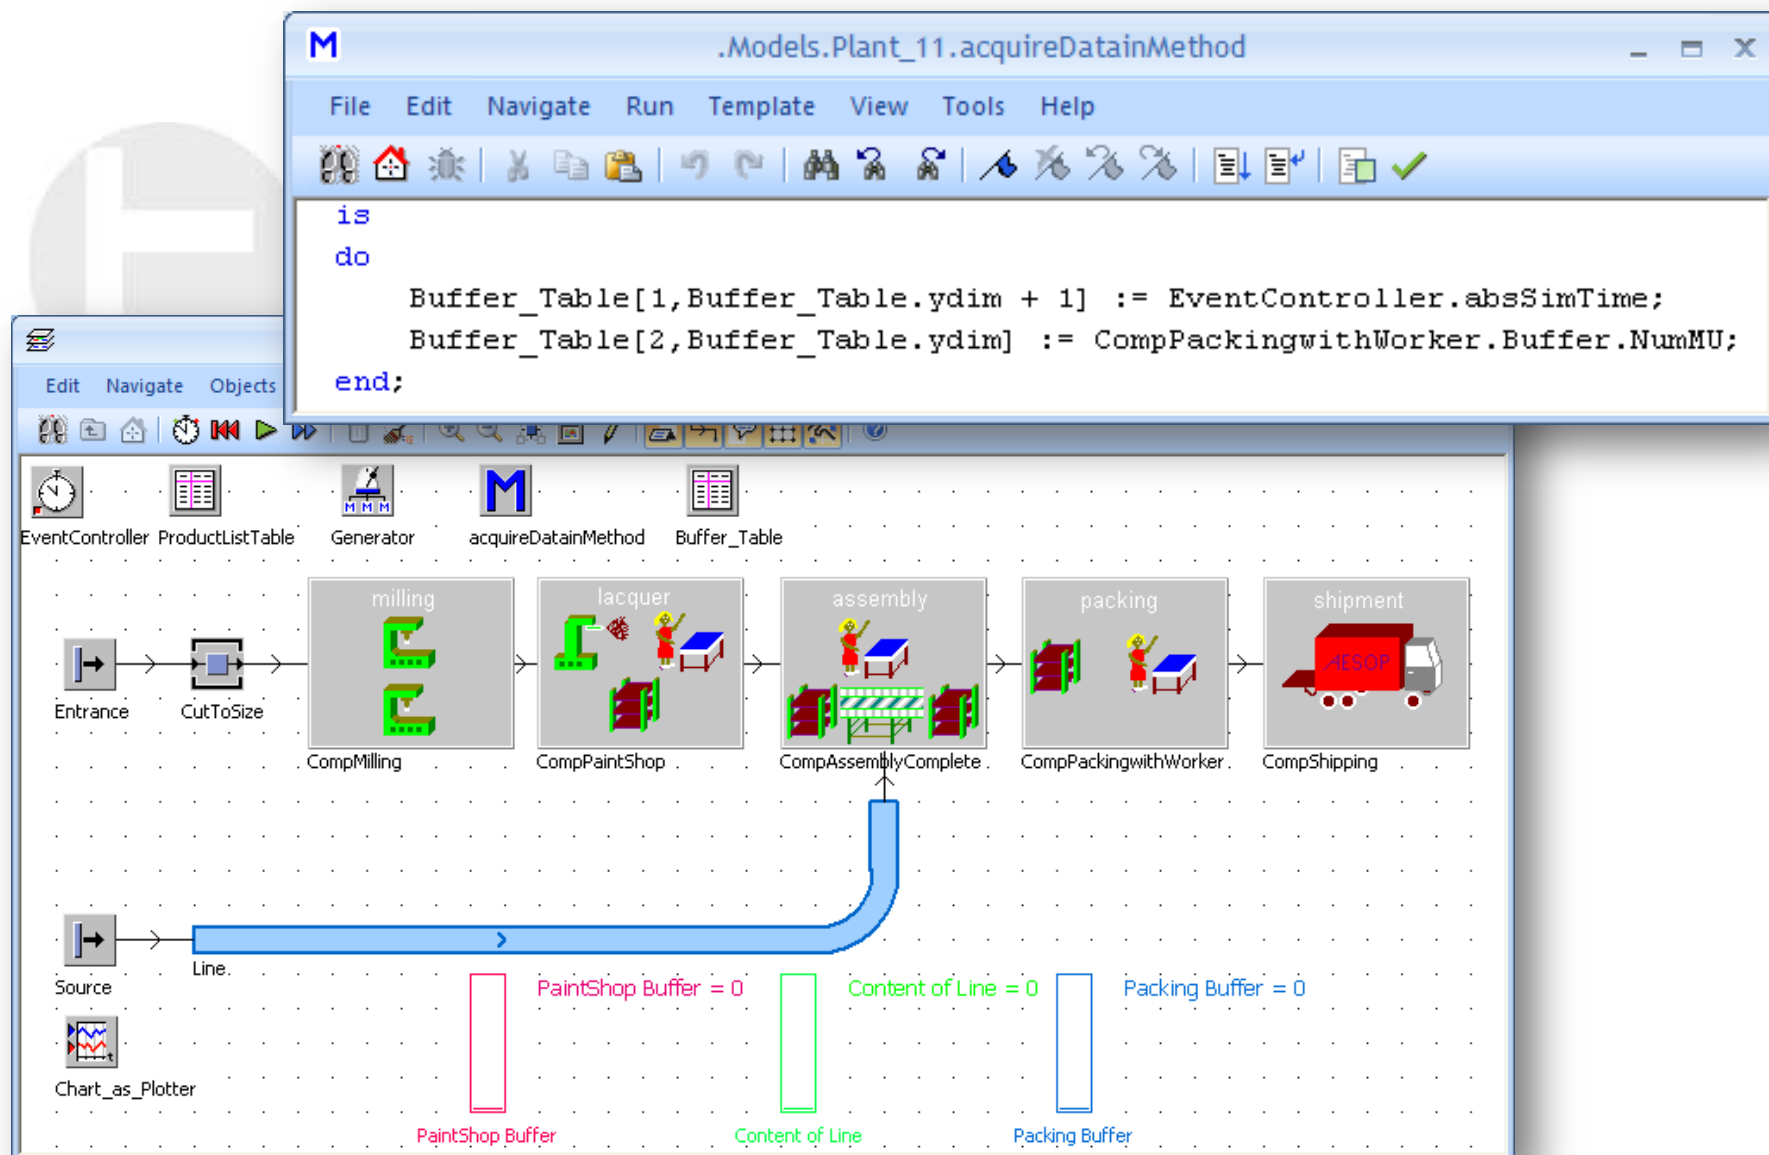 .Models.Plant_11.acquireDatainMethod
File Edit Navigate Run Template View Tools Help
is
do
Buffer_Table[1,Buffer_Table.ydim + 1] := EventController.absSimTime;
Buffer_Table[2,Buffer_Table.ydim] := CompPackingwithWorker.Buffer.NumMU;
end;
Edit Navigate Objects
EventController ProductListTable Generator acquireDatainMethod Buffer_Table
milling lacquer assembly packing shipment
AESOP
Entrance CutToSize
CompMilling CompPaintShop CompAssemblyComplete CompPackingwithWorker CompShipping
Source Line
PaintShop Buffer = 0 Content of Line = 0 Packing Buffer = 0
Chart_as_Plotter
PaintShop Buffer Content of Line Packing Buffer